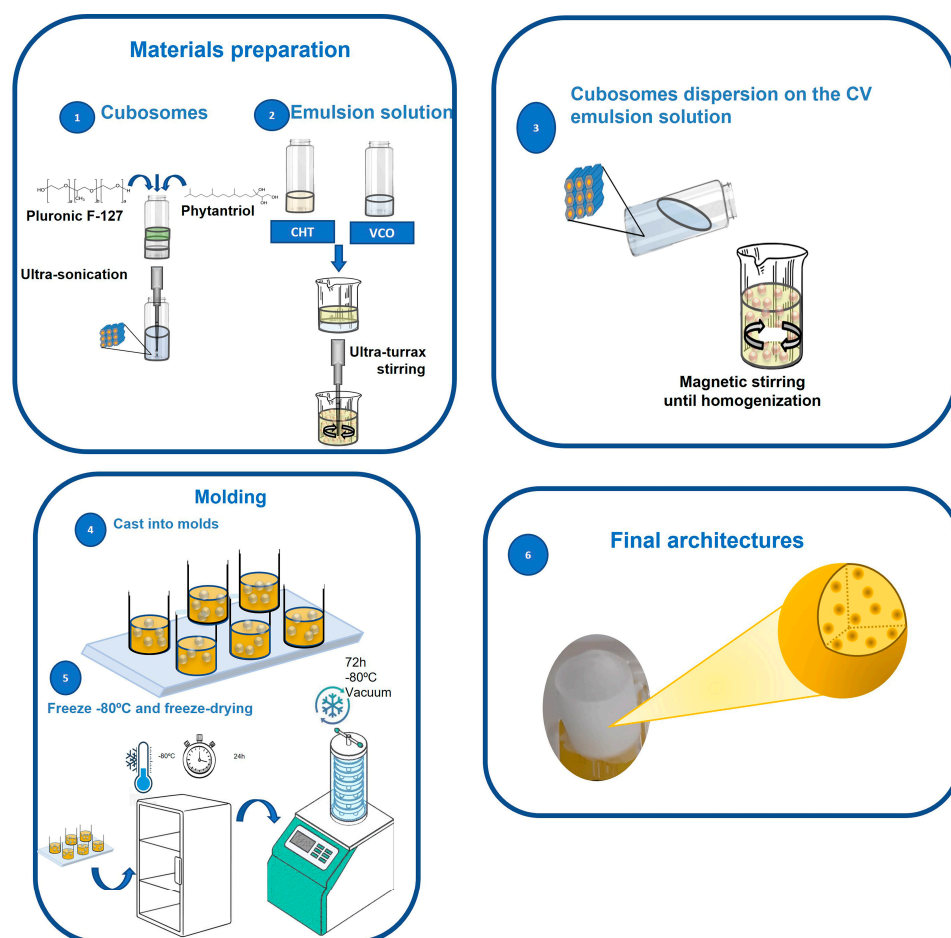 Materials preparation
1
Cubosomes
2
Emulsion solution
Pluronic F-127
Phytantriol
Ultra-sonication
CHT
VCO
Ultra-turrax
stirring
3
Cubosomes dispersion on the CV
emulsion solution
Magnetic stirring
until homogenization
Molding
4
Cast into molds
5
Freeze -80ºC and freeze-drying
72h
-80ºC
Vacuum
-80ºC
24h
6
Final architectures